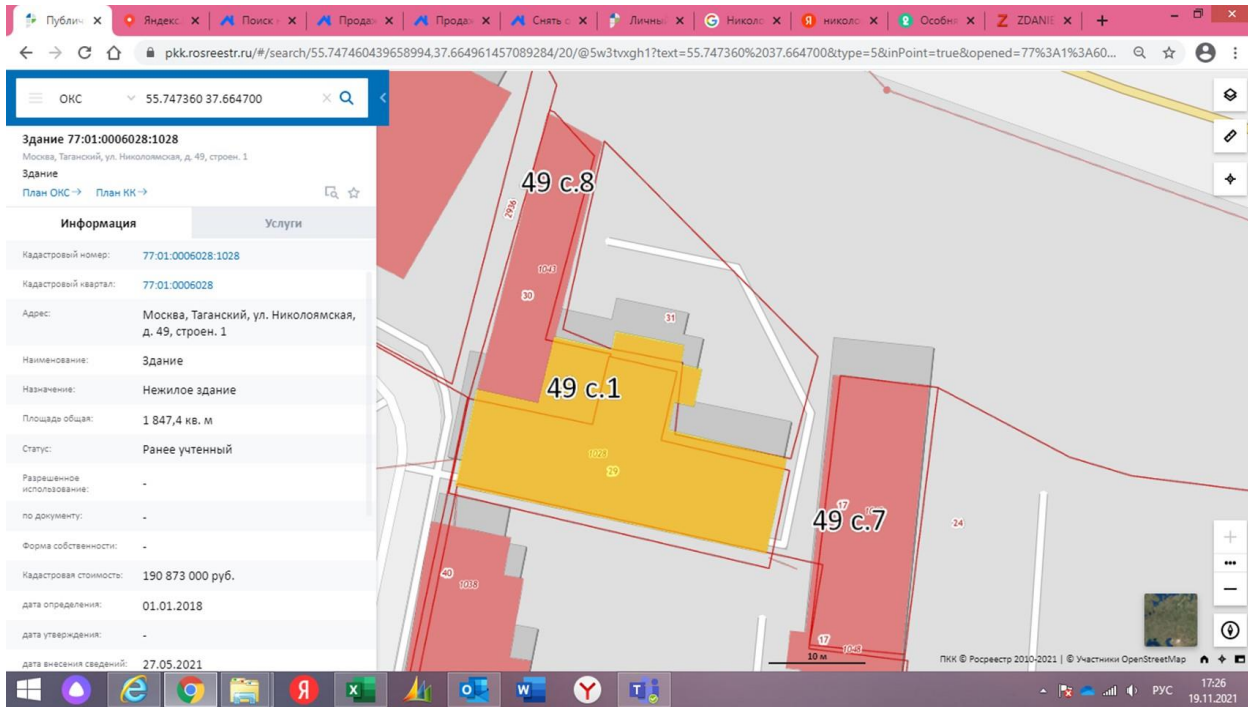 Публич
Яндекс
Поиск
Прода
Прода
Снять с
Личны
Никол
никол
Особня
ZDANIE
pkk.rosreestr.ru/#/search/55.747460439658994,37.664961457089284/20/@5w3tvxgh1?text=55.747360%2037.664700&type=5&inPoint=true&opened=77%3A1%3A60...
ОКС
55.747360 37.664700
Здание 77:01:0006028:1028
Москва, Таганский, ул. Николоямская, д. 49, строен. 1
Здание
План ОКС → План КК →
Информация
Услуги
Кадастровый номер: 77:01:0006028:1028
Кадастровый квартал: 77:01:0006028
Адрес: Москва, Таганский, ул. Николоямская,
д. 49, строен. 1
Наименование: Здание
Назначение: Нежилое здание
Площадь общая: 1 847,4 кв. м
Статус: Ранее учтенный
Разрешенное
использование: -
по документу: -
Форма собственности: -
Кадастровая стоимость: 190 873 000 руб.
дата определения: 01.01.2018
дата утверждения: -
дата внесения сведений: 27.05.2021
49 с.8
2936
1043
30
31
49 с.1
1028
29
17
49 с.7
24
40
1038
17
1048
10 м
ПКК © Росреестр 2010-2021 | © Участники OpenStreetMap
РУС
17:26
19.11.2021